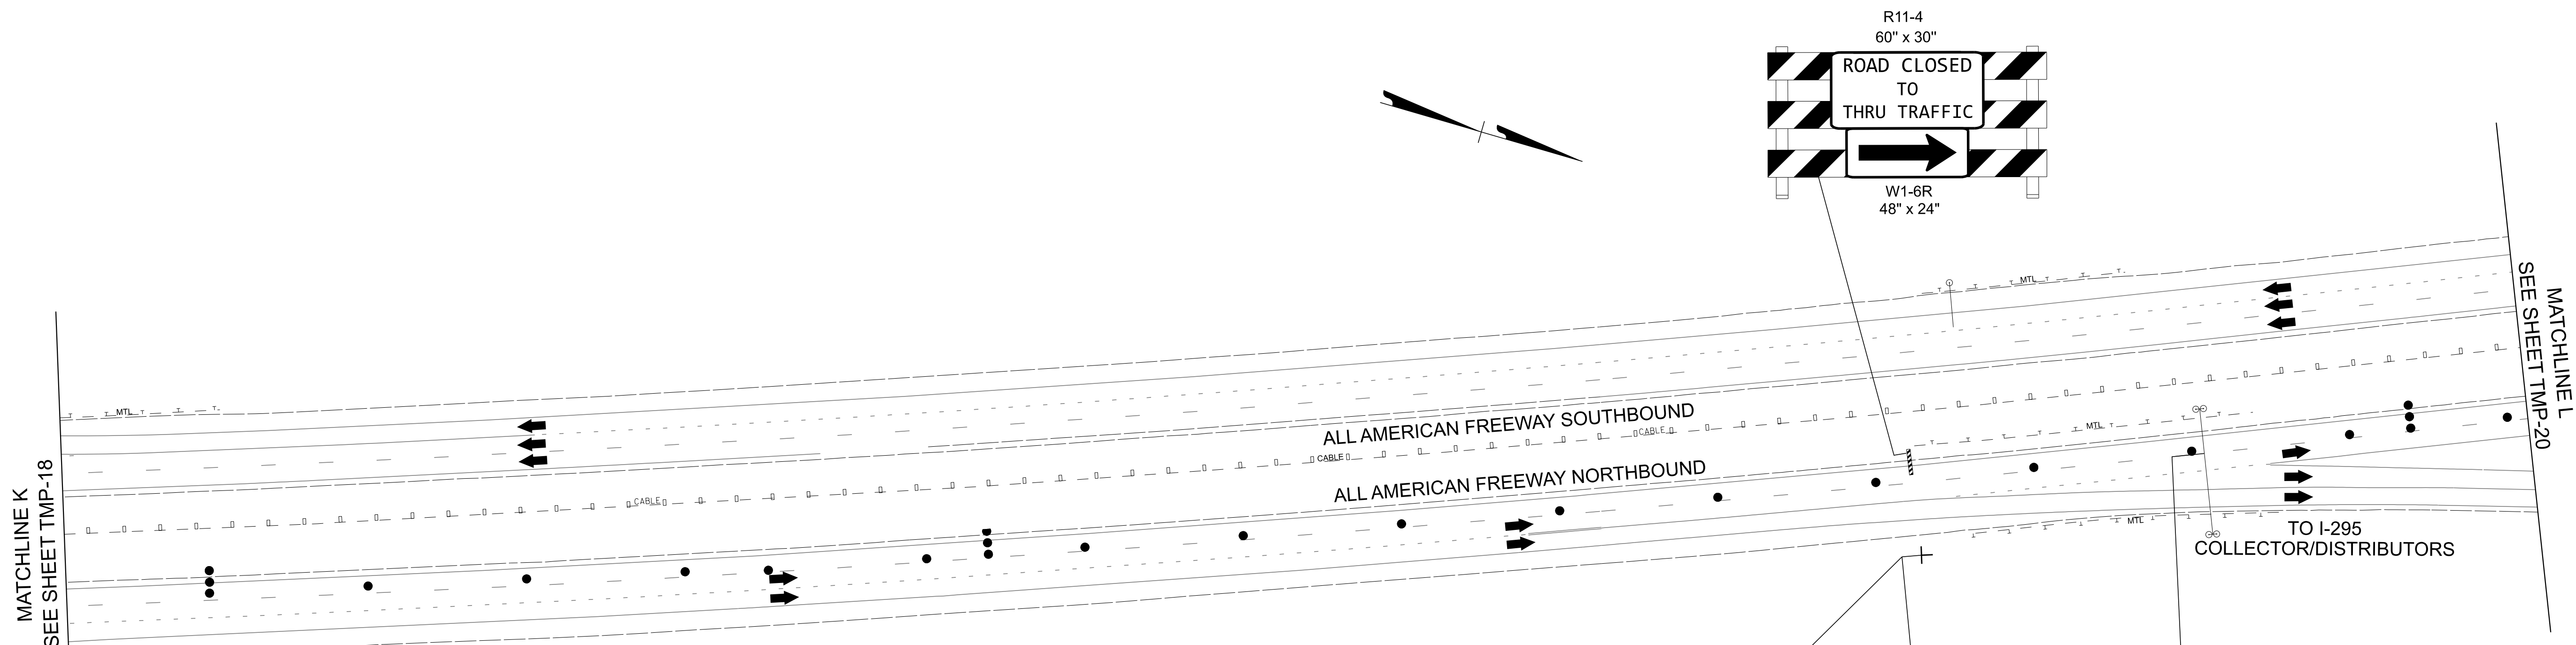 R11-4
60" x 30"
ROAD CLOSED
TO
THRU TRAFFIC
W1-6R
48" x 24"
MATCHLINE K
SEE SHEET TMP-18
MTL
CABLE
ALL AMERICAN FREEWAY SOUTHBOUND
CABLE
CABLE
ALL AMERICAN FREEWAY NORTHBOUND
MTL
MTL
MTL
TO I-295
COLLECTOR/DISTRIBUTORS
MATCHLINE L
SEE SHEET TMP-20